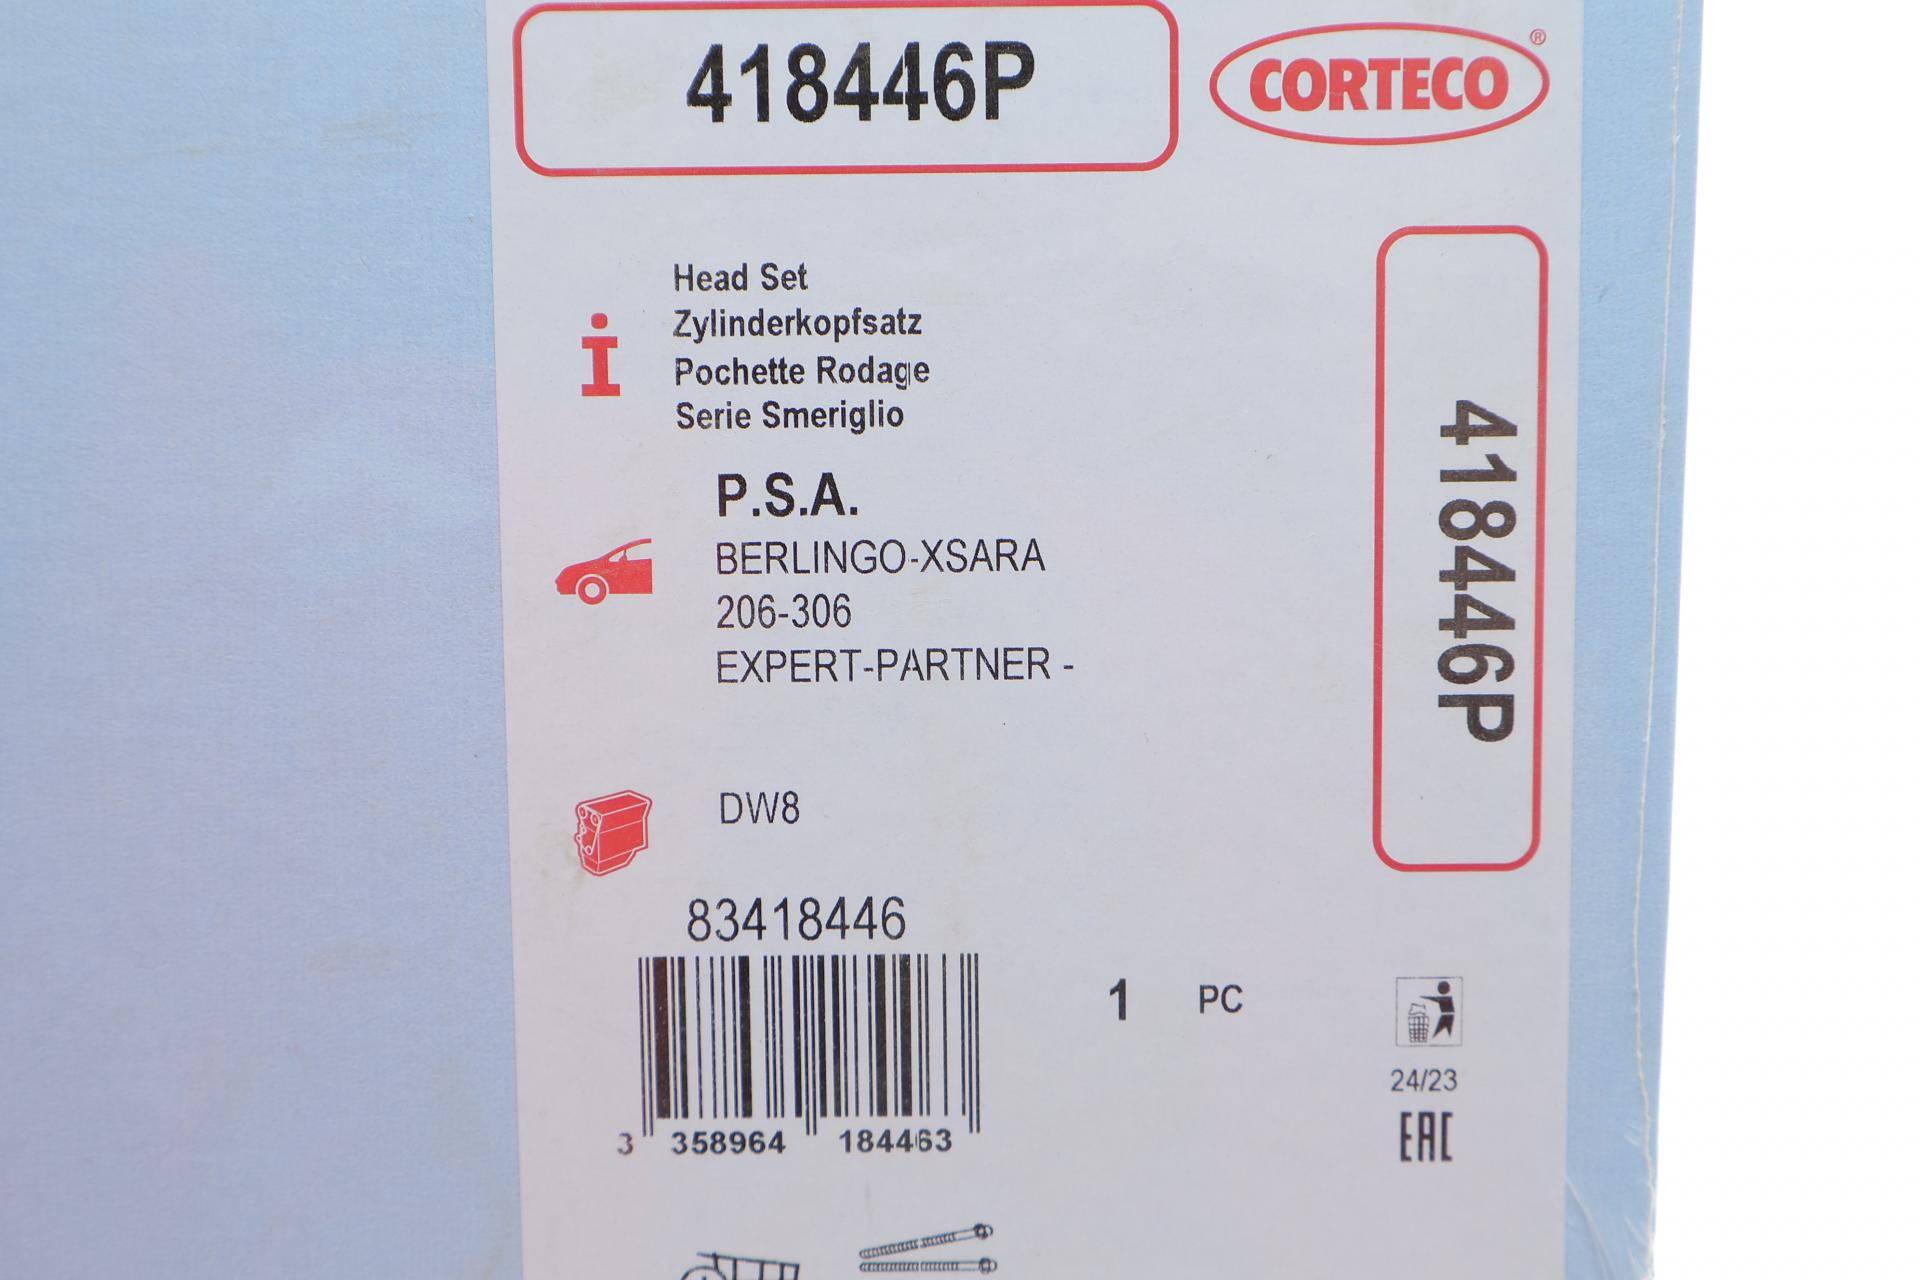 418446P
CORTECO®
Head Set
Zylinderkopfsatz
Pochette Rodage
Serie Smeriglio
P.S.A.
BERLINGO-XSARA
206-306
EXPERT-PARTNER -
418446P
DW8
83418446
1 PC
3 358964 184463
24/23
EAC